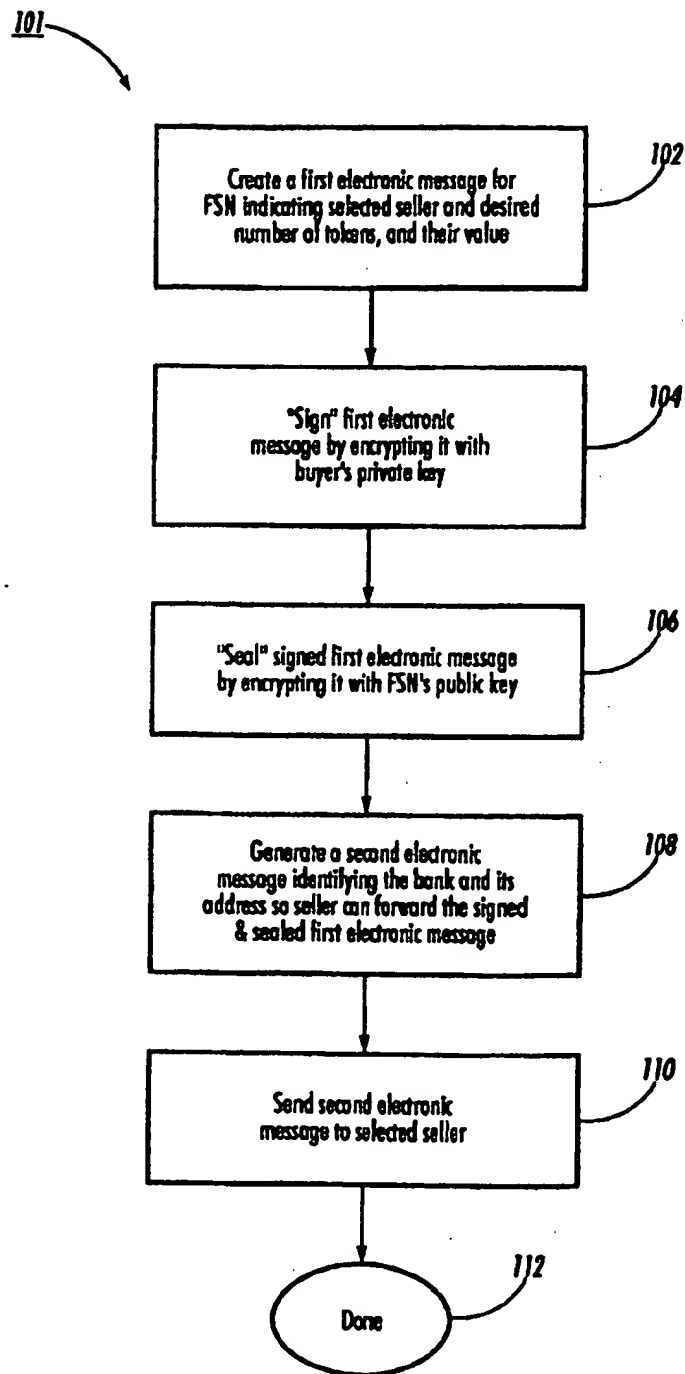 101
102
Create a first electronic message for
FSN indicating selected seller and desired
number of tokens, and their value
104
"Sign" first electronic
message by encrypting it with
buyer's private key
106
"Seal" signed first electronic message
by encrypting it with FSN's public key
108
Generate a second electronic
message identifying the bank and its
address so seller can forward the signed
& sealed first electronic message
110
Send second electronic
message to selected seller
112
Done